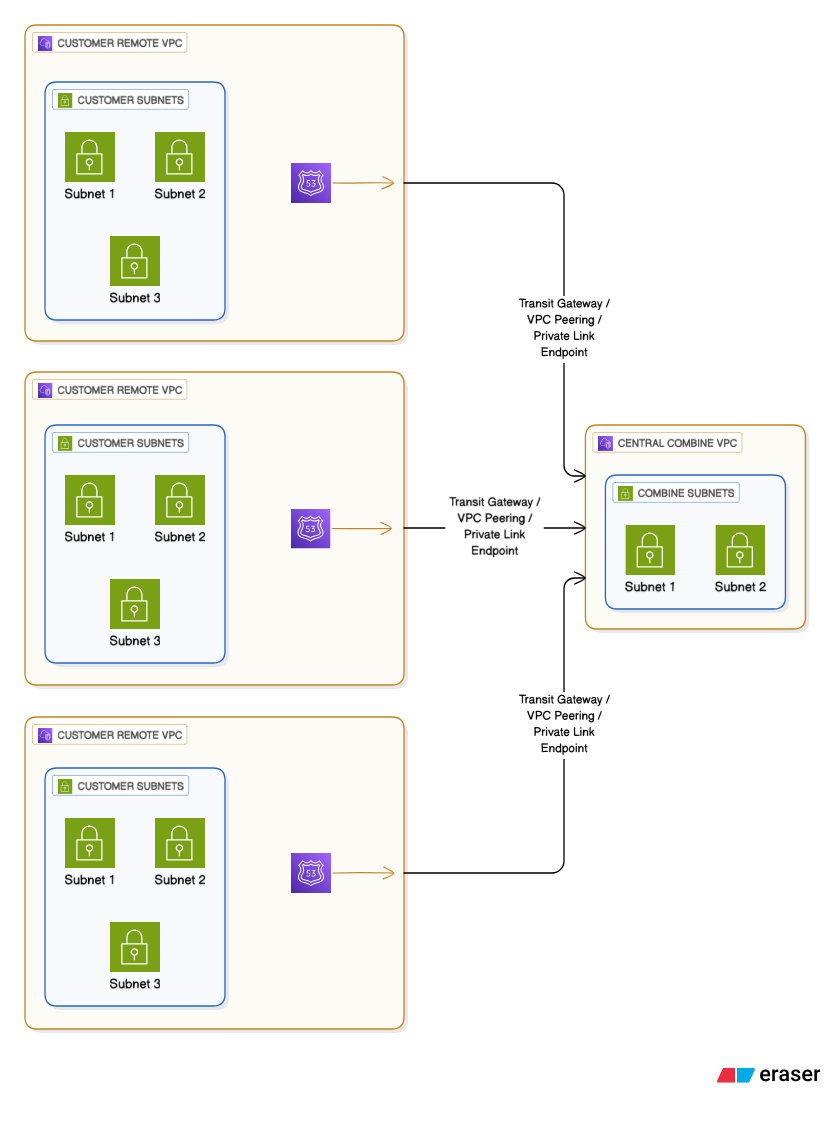 CUSTOMER REMOTE VPC
CUSTOMER SUBNETS
Subnet 1
Subnet 2
Subnet 3
53
Transit Gateway /
VPC Peering /
Private Link
Endpoint
CUSTOMER REMOTE VPC
CUSTOMER SUBNETS
Subnet 1
Subnet 2
Subnet 3
53
Transit Gateway /
VPC Peering /
Private Link
Endpoint
CENTRAL COMBINE VPC
COMBINE SUBNETS
Subnet 1
Subnet 2
CUSTOMER REMOTE VPC
CUSTOMER SUBNETS
Subnet 1
Subnet 2
Subnet 3
53
Transit Gateway /
VPC Peering /
Private Link
Endpoint
eraser